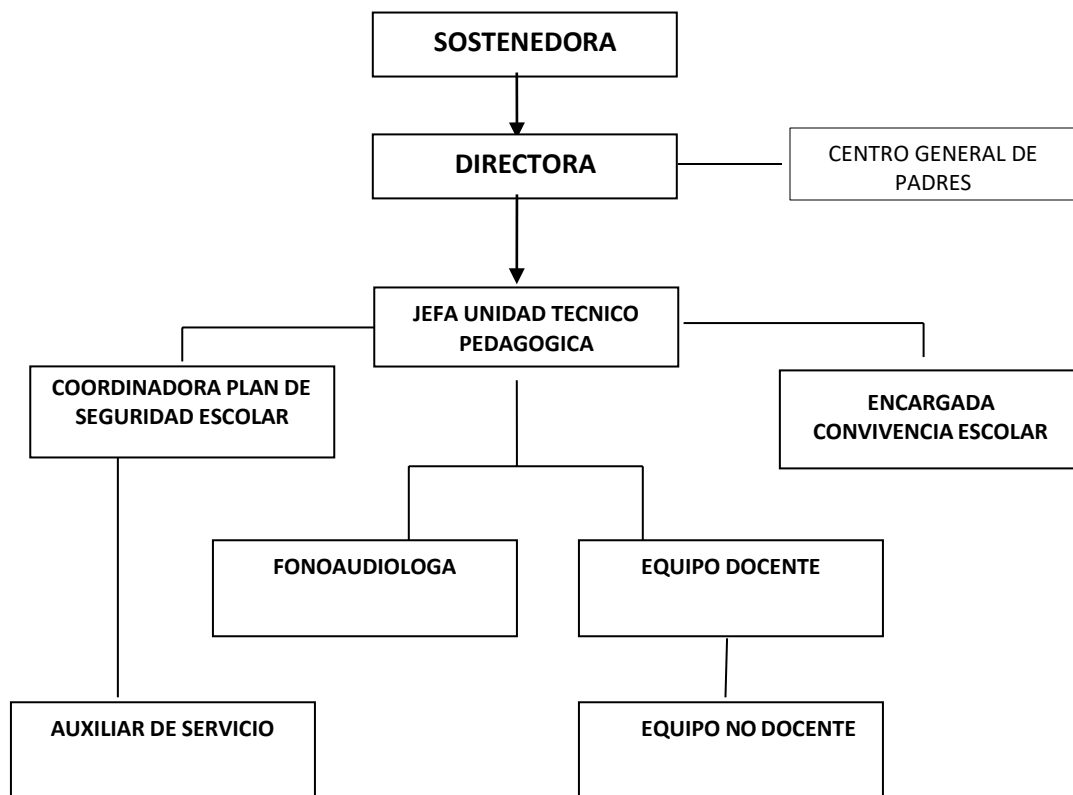 SOSTENEDORA
DIRECTORA
CENTRO GENERAL DE
PADRES
JEFA UNIDAD TECNICO
PEDAGOGICA
COORDINADORA PLAN DE
SEGURIDAD ESCOLAR
ENCARGADA
CONVIVENCIA ESCOLAR
FONOAUDIOLOGA
EQUIPO DOCENTE
AUXILIAR DE SERVICIO
EQUIPO NO DOCENTE